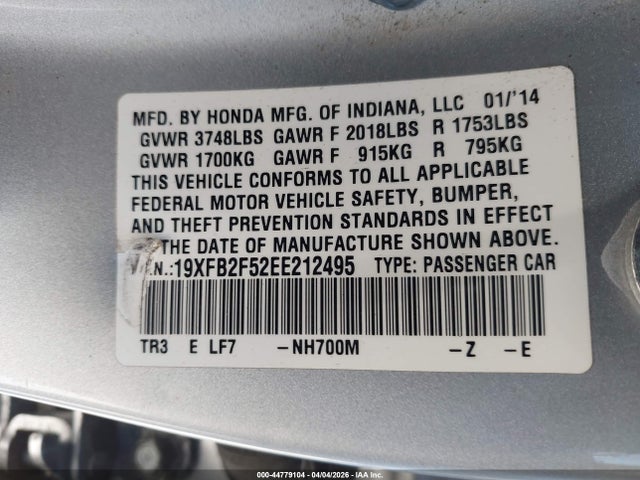 MFD. BY HONDA MFG. OF INDIANA, LLC 01/'14
GVWR 3748LBS GAWR F 2018LBS R 1753LBS
GVWR 1700KG GAWR F 915KG R 795KG
THIS VEHICLE CONFORMS TO ALL APPLICABLE
FEDERAL MOTOR VEHICLE SAFETY, BUMPER,
AND THEFT PREVENTION STANDARDS IN EFFECT
THE DATE OF MANUFACTURE SHOWN ABOVE.
.N.:19XFB2F52EE212495 TYPE: PASSENGER CAR
TR3 E LF7 -NH700M -Z -E
000-44779104 | 04/04/2026 - IAA Inc.